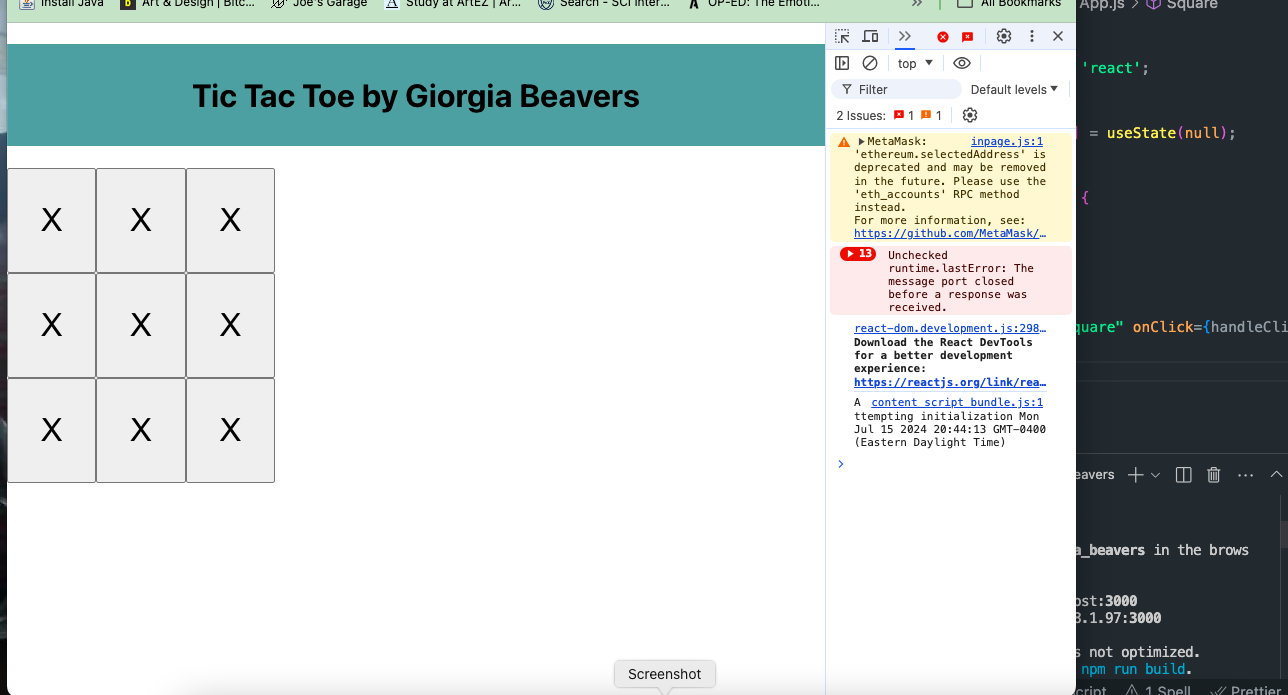 Install Java
Art & Design | Bitc...
Joe's Garage
Study at ArtEZ | Ar...
Search - SCI Inter...
OP-ED: The Emoti...
»
All Bookmarks
Tic Tac Toe by Giorgia Beavers
X X X
X X X
X X X
top
Filter
Default levels
2 Issues: 1 1
MetaMask: inpage.js:1
'ethereum.selectedAddress' is
deprecated and may be removed
in the future. Please use the
'eth_accounts' RPC method
instead.
For more information, see:
https://github.com/MetaMask/…
13 Unchecked
runtime.lastError: The
message port closed
before a response was
received.
react-dom.development.js:298…
Download the React DevTools
for a better development
experience:
https://reactjs.org/link/rea…
A content script bundle.js:1
ttempting initialization Mon
Jul 15 2024 20:44:13 GMT-0400
(Eastern Daylight Time)
Screenshot
App.js > Square
'react';
= useState(null);
{
quare" onClick={handleCli
eavers
a_beavers in the brows
ost:3000
3.1.97:3000
s not optimized.
npm run build.
cript 1 Spell Prettier